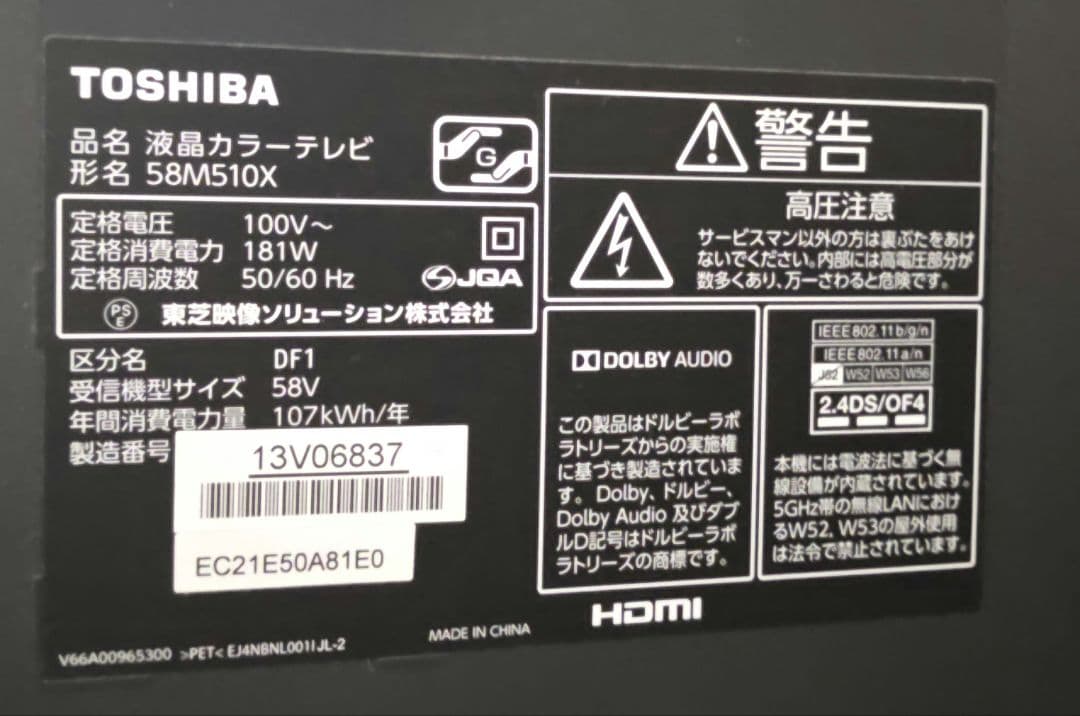 TOSHIBA
品名 液晶カラーテレビ
形名 58M510X
G
定格電圧 100V～
定格消費電力 181W
定格周波数 50/60 Hz
JQA
PS
E
東芝映像ソリューション株式会社
区分名 DF1
受信機型サイズ 58V
年間消費電力量 107kWh/年
製造番号
13V06837
EC21E50A81E0
V66A00965300 >PET< EJ4NBNL001IJL-2
MADE IN CHINA
警告
高圧注意
サービスマン以外の方は裏ぶたをあけ
ないでください。内部には高電圧部分が
数多くあり、万一さわると危険です。
DOLBY AUDIO
この製品はドルビーラボ
ラトリーズからの実施権
に基づき製造されていま
す。Dolby、ドルビー、
Dolby Audio 及びダブ
ルD記号はドルビーラボ
ラトリーズの商標です。
HDMI
IEEE802.11b/g/n
IEEE802.11a/n
J52 W52 W53 W56
2.4DS/OF4
本機には電波法に基づく無
線設備が内蔵されています。
5GHz帯の無線LANにおけ
るW52, W53の屋外使用
は法令で禁止されています。